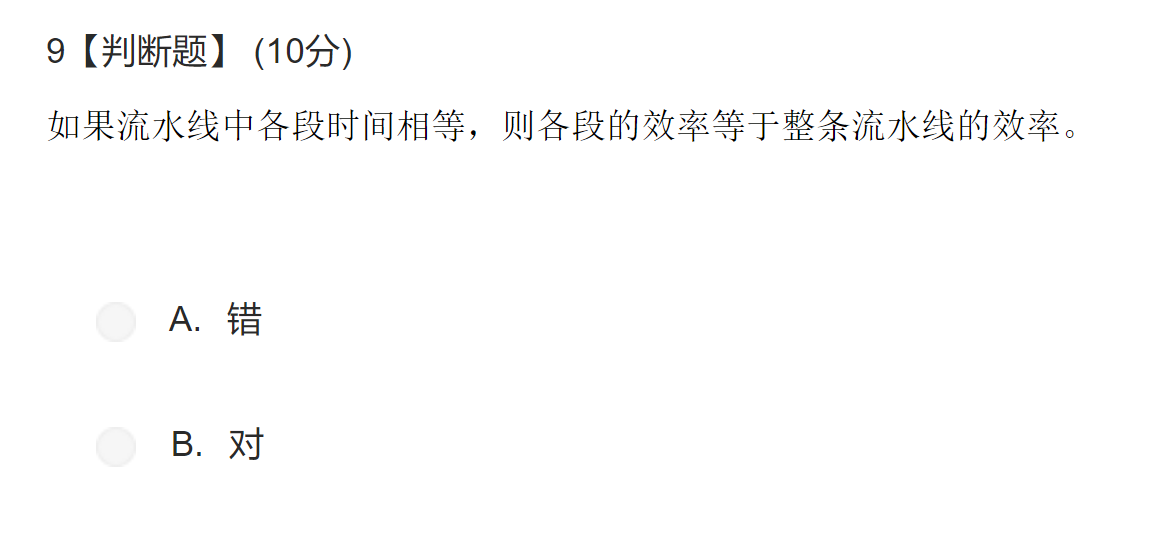 9【判断题】 (10分)
如果流水线中各段时间相等，则各段的效率等于整条流水线的效率。
A. 错
B. 对